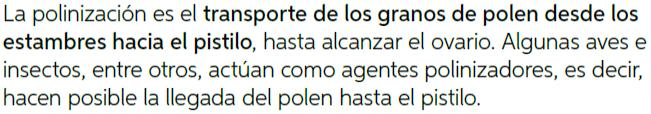 La polinización es el transporte de los granos de polen desde los
estambres hacia el pistilo, hasta alcanzar el ovario. Algunas aves e
insectos, entre otros, actúan como agentes polinizadores, es decir,
hacen posible la llegada del polen hasta el pistilo.